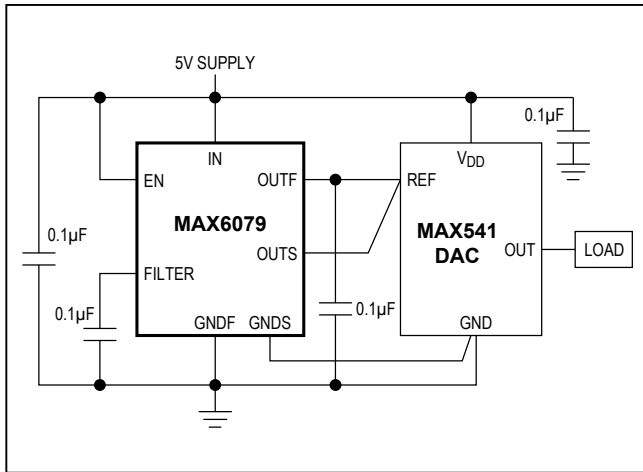 5V SUPPLY
0.1µF
IN
V_DD
EN
OUTF
REF
MAX6079
MAX541
DAC
0.1µF
OUTS
OUT
LOAD
FILTER
0.1µF
0.1µF
GNDF
GNDS
GND